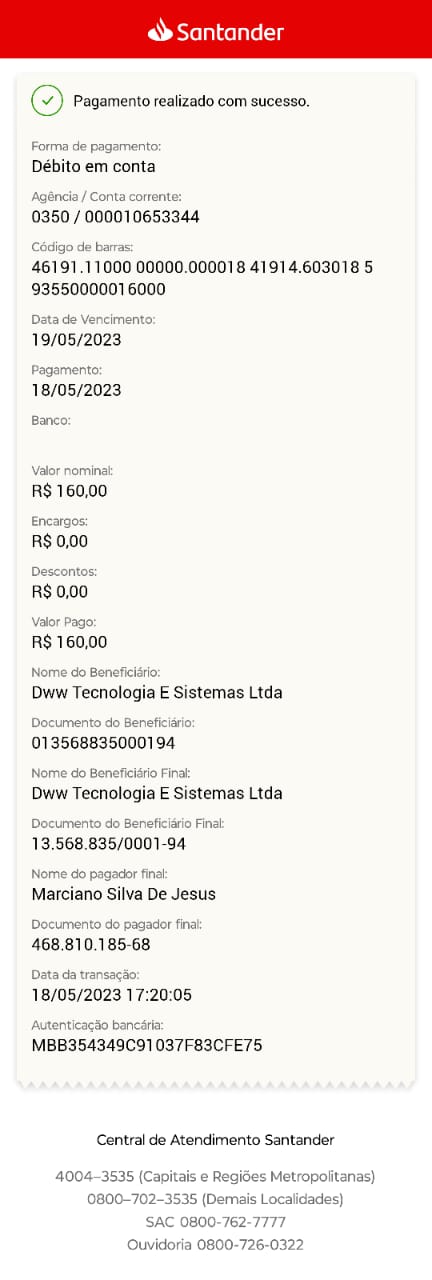 Santander
Pagamento realizado com sucesso.
Forma de pagamento:
Débito em conta
Agência / Conta corrente:
0350 / 000010653344
Código de barras:
46191.11000 00000.000018 41914.603018 5
93550000016000
Data de Vencimento:
19/05/2023
Pagamento:
18/05/2023
Banco:
Valor nominal:
R$ 160,00
Encargos:
R$ 0,00
Descontos:
R$ 0,00
Valor Pago:
R$ 160,00
Nome do Beneficiário:
Dww Tecnologia E Sistemas Ltda
Documento do Beneficiário:
013568835000194
Nome do Beneficiário Final:
Dww Tecnologia E Sistemas Ltda
Documento do Beneficiário Final:
13.568.835/0001-94
Nome do pagador final:
Marciano Silva De Jesus
Documento do pagador final:
468.810.185-68
Data da transação:
18/05/2023 17:20:05
Autenticação bancária:
MBB354349C91037F83CFE75
Central de Atendimento Santander
4004–3535 (Capitais e Regiões Metropolitanas)
0800–702–3535 (Demais Localidades)
SAC 0800-762-7777
Ouvidoria 0800-726-0322